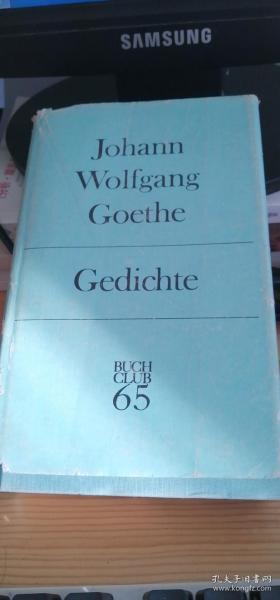 SAMSUNG
Johann
Wolfgang
Goethe
Gedichte
BUCH
CLUB
65
孔夫子旧书网
www.kongfz.com